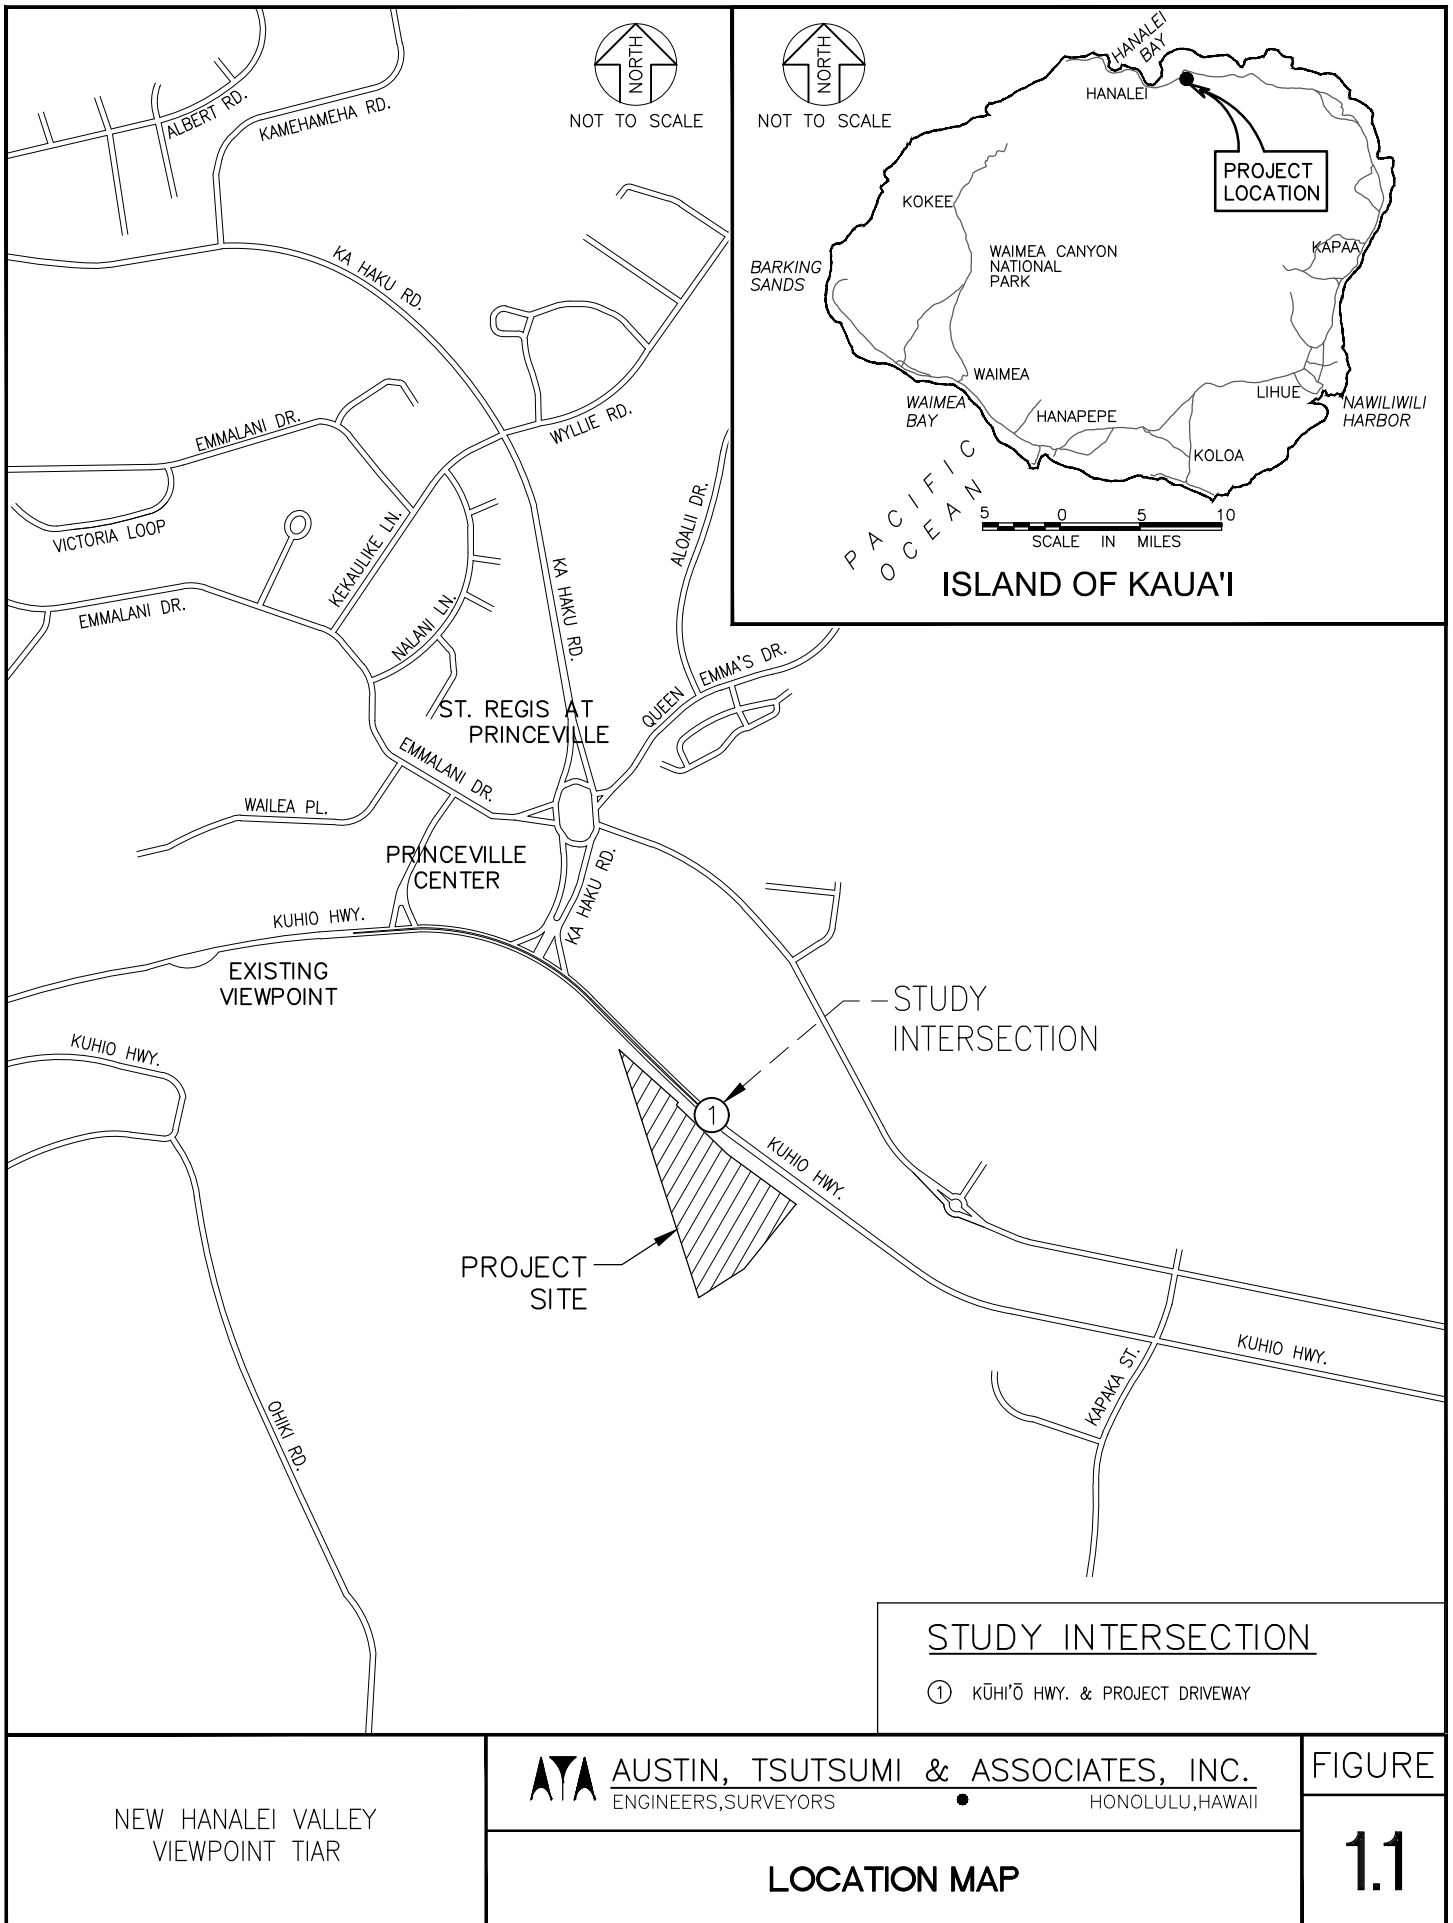 NORTH
NOT TO SCALE
ALBERT RD.
KAMEHAMEHA RD.
KA HAKU RD.
EMMALANI DR.
WYLLIE RD.
VICTORIA LOOP
KEKAULIKE LN.
ALOALII DR.
EMMALANI DR.
NALANI LN.
KA HAKU RD.
QUEEN EMMA'S DR.
ST. REGIS AT
PRINCEVILLE
EMMALANI DR.
WAILEA PL.
PRINCEVILLE
CENTER
KA HAKU RD.
KUHIO HWY.
EXISTING
VIEWPOINT
STUDY
INTERSECTION
KUHIO HWY.
1
KUHIO HWY.
PROJECT
SITE
KUHIO HWY.
KAPAKA ST.
OHIKI RD.
NORTH
NOT TO SCALE
HANALEI
BAY
HANALEI
PROJECT
LOCATION
KOKEE
KAPAA
WAIMEA CANYON
NATIONAL
PARK
BARKING
SANDS
WAIMEA
LIHUE
NAWILIWILI
HARBOR
WAIMEA
BAY
HANAPEPE
KOLOA
PACIFIC
OCEAN
5 0 5 10
SCALE IN MILES
ISLAND OF KAUA'I
STUDY INTERSECTION
1 KŪHI'Ō HWY. & PROJECT DRIVEWAY
NEW HANALEI VALLEY
VIEWPOINT TIAR
ATA AUSTIN, TSUTSUMI & ASSOCIATES, INC.
ENGINEERS,SURVEYORS • HONOLULU,HAWAII
LOCATION MAP
FIGURE
1.1